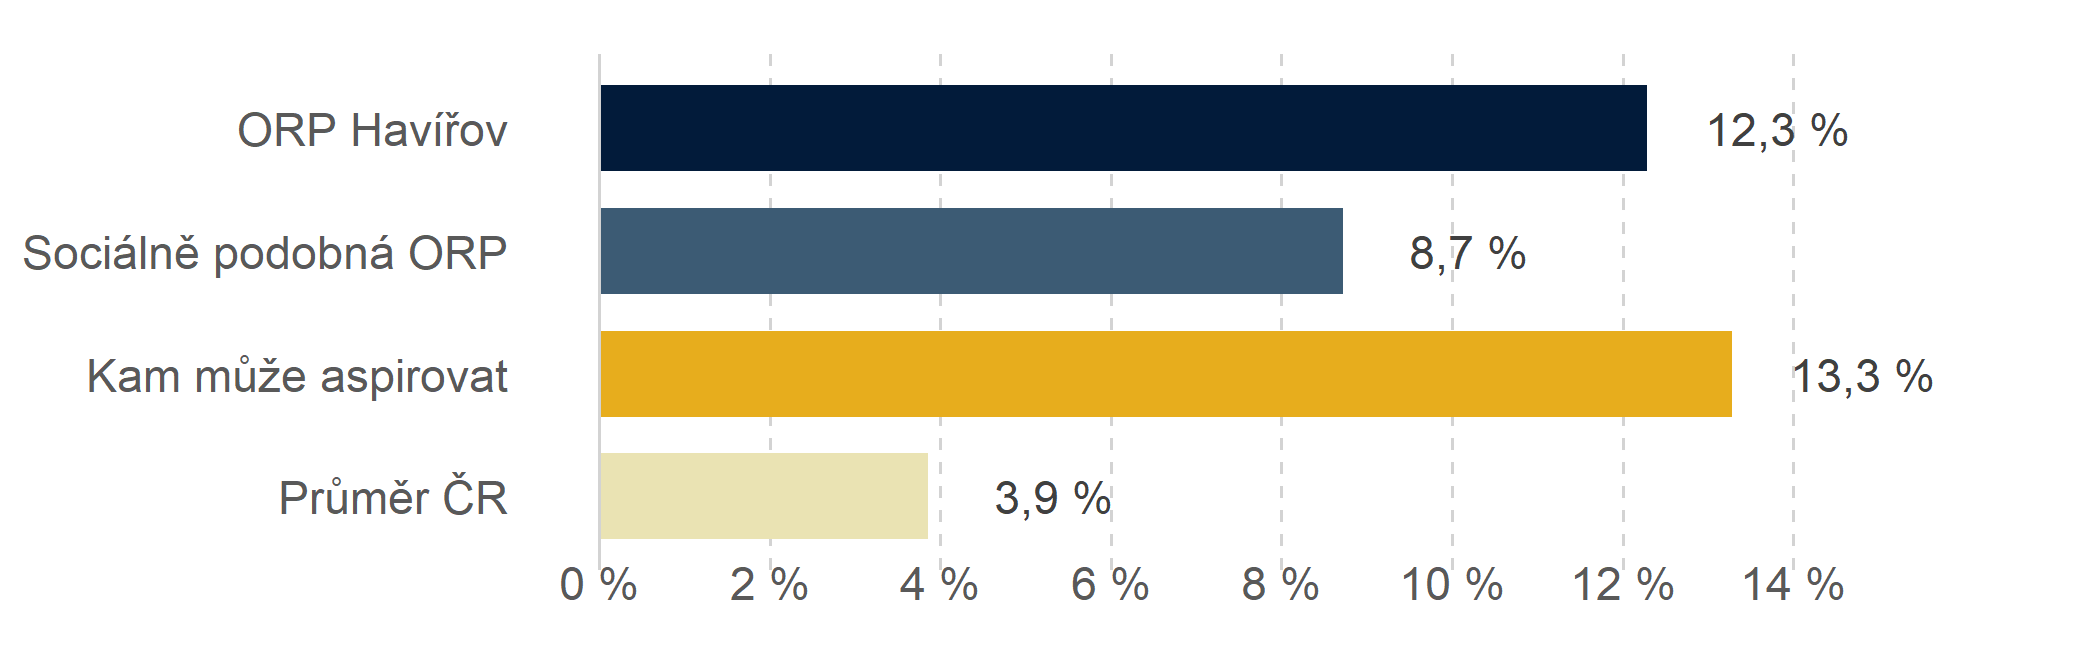 ORP Havířov
12,3 %
Sociálně podobná ORP
8,7 %
Kam může aspirovat
13,3 %
Průměr ČR
3,9 %
0 % 2 % 4 % 6 % 8 % 10 % 12 % 14 %